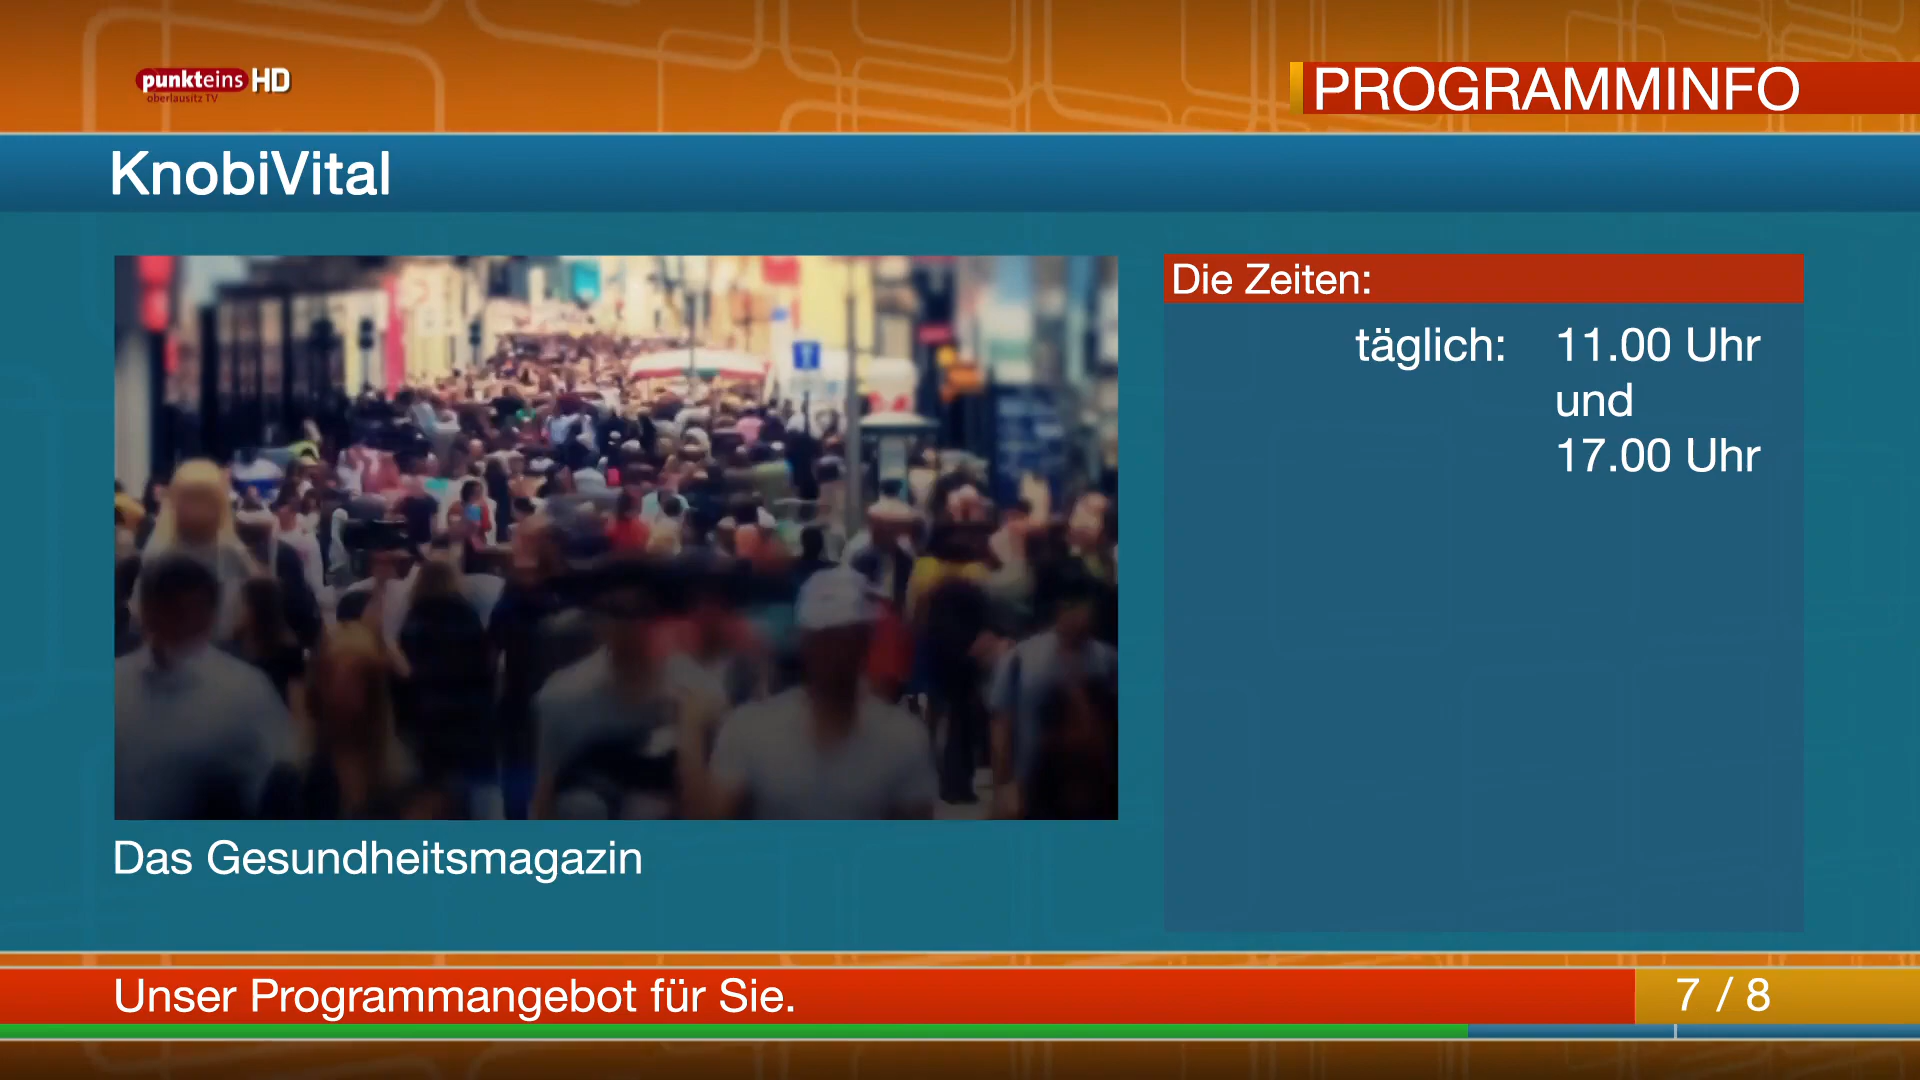 punkteins HD
oberlausitz TV
PROGRAMMINFO
KnobiVital
Die Zeiten:
täglich: 11.00 Uhr
und
17.00 Uhr
Das Gesundheitsmagazin
Unser Programmangebot für Sie.
7 / 8